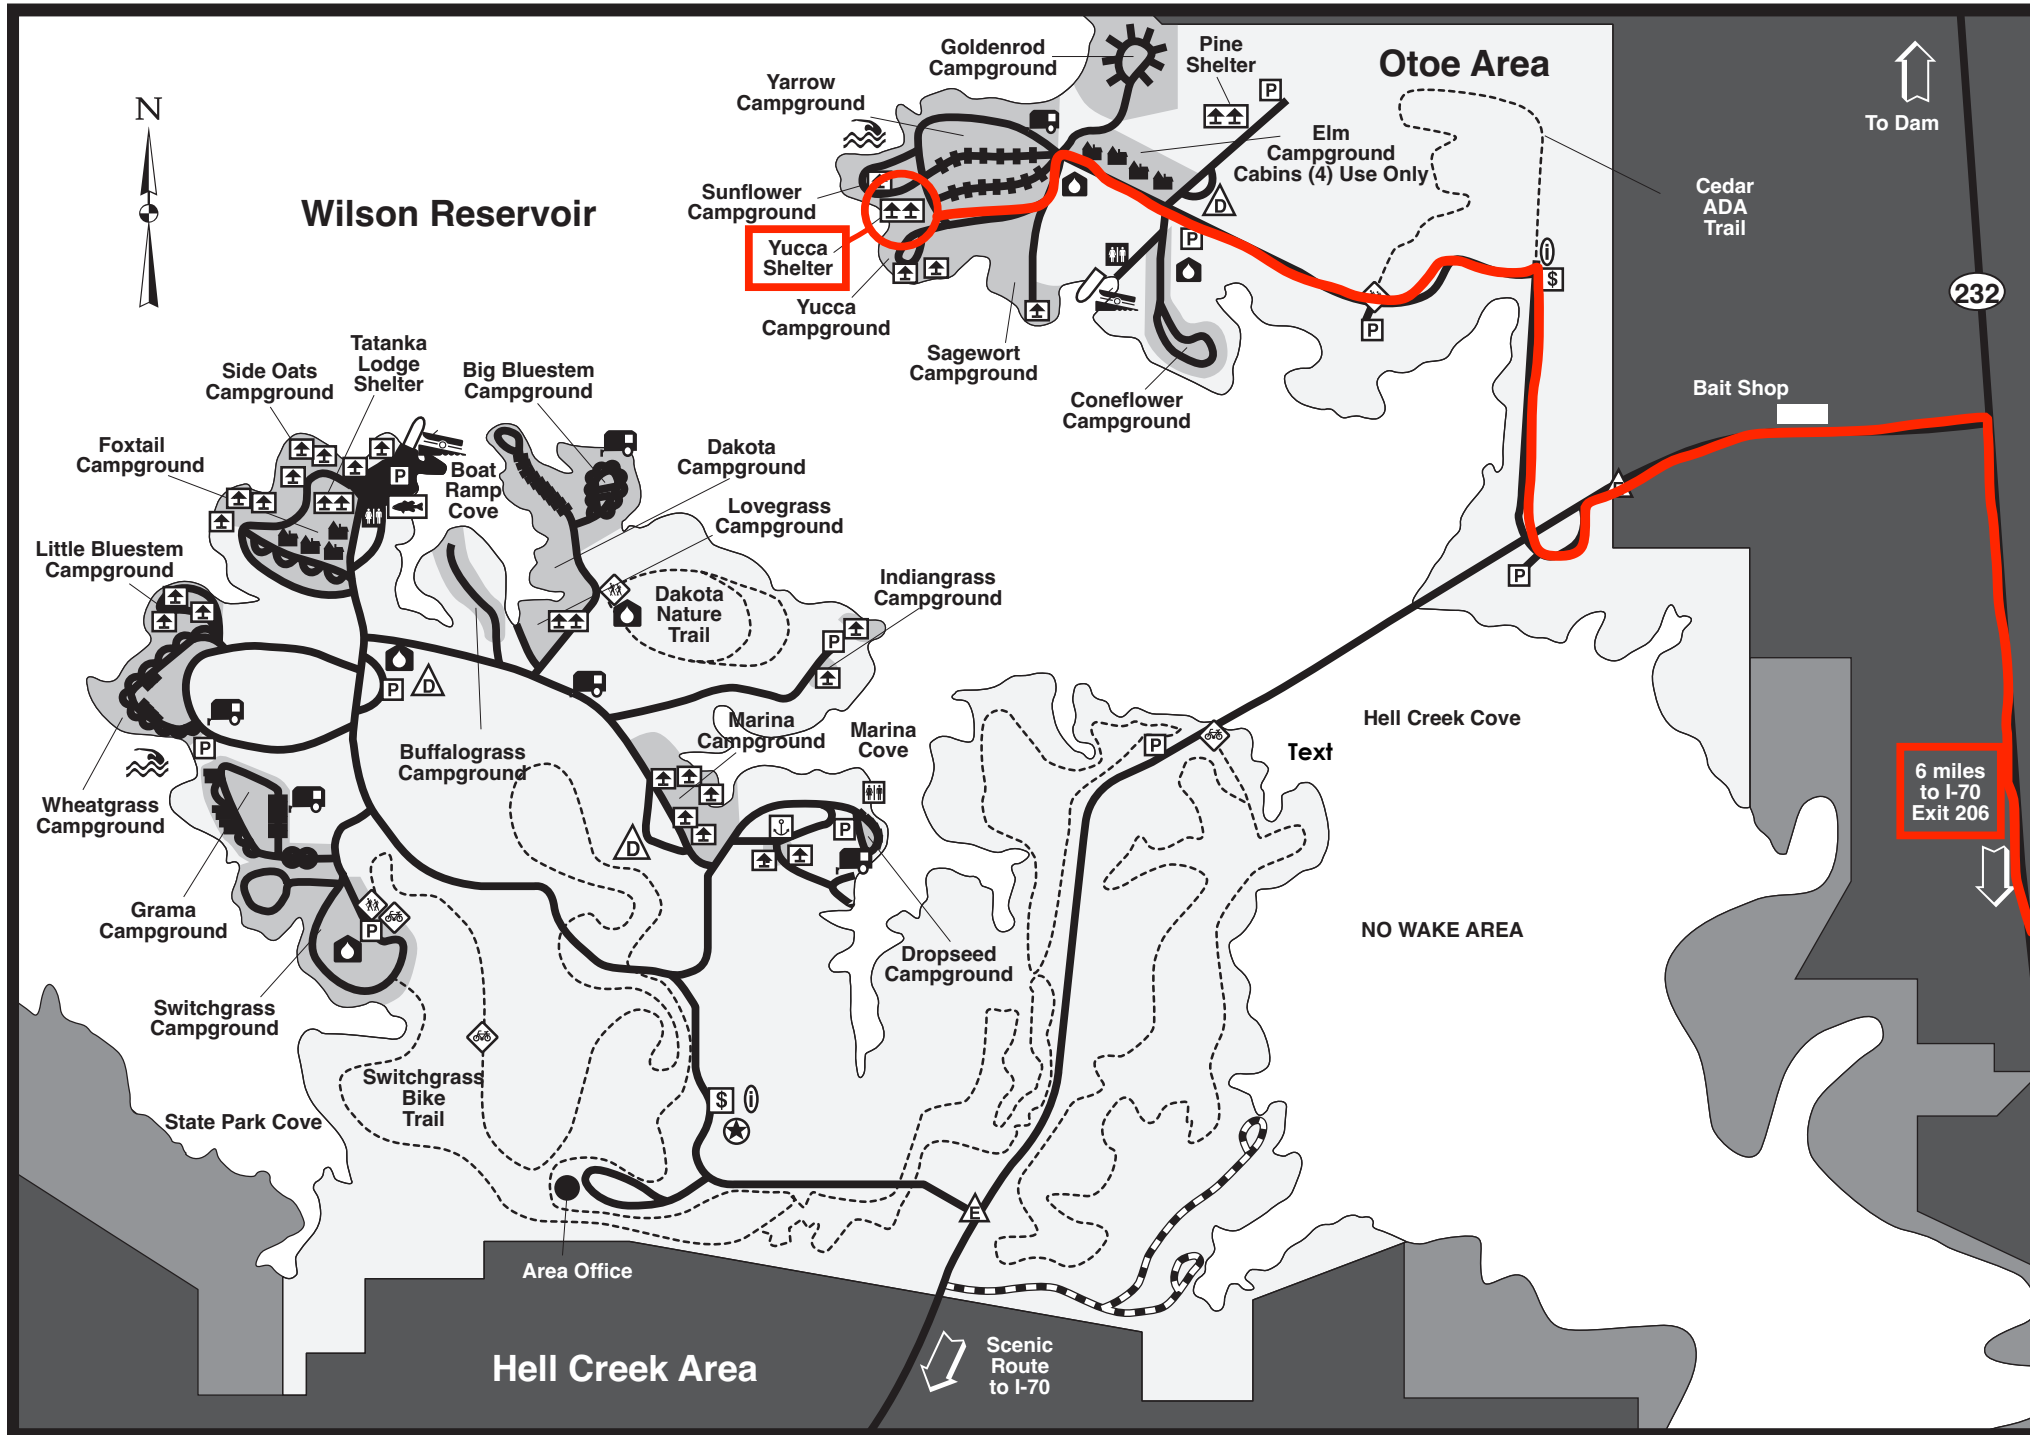 N
Wilson Reservoir
Goldenrod
Campground
Pine
Shelter
P
Otoe Area
To Dam
Yarrow
Campground
Elm
Campground
Cabins (4) Use Only
Cedar
ADA
Trail
Sunflower
Campground
D
P
Yucca
Shelter
i
$
232
Yucca
Campground
P
Sagewort
Campground
Coneflower
Campground
Bait Shop
Tatanka
Lodge
Shelter
Side Oats
Campground
Big Bluestem
Campground
Foxtail
Campground
P
Boat
Ramp
Cove
Dakota
Campground
Lovegrass
Campground
Little Bluestem
Campground
P
Indiangrass
Campground
Dakota
Nature
Trail
P
P
D
Hell Creek Cove
Marina
Campground
Marina
Cove
P
Text
P
Buffalograss
Campground
6 miles
to I-70
Exit 206
Wheatgrass
Campground
P
D
Grama
Campground
P
NO WAKE AREA
Dropseed
Campground
Switchgrass
Campground
Switchgrass
Bike
Trail
State Park Cove
$
i
E
Area Office
Hell Creek Area
Scenic
Route
to I-70